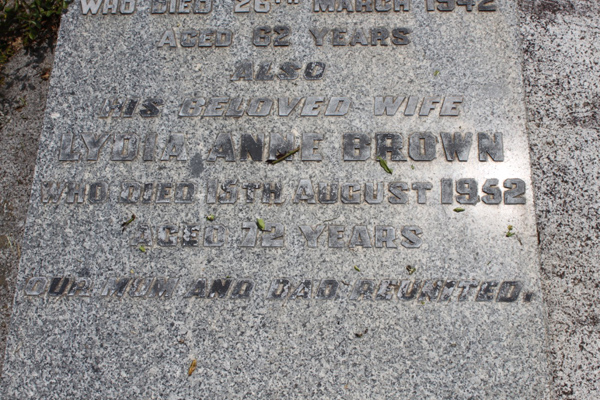 WHO DIED 26TH MARCH 1942
AGED 62 YEARS
ALSO
HIS BELOVED WIFE
LYDIA ANNE BROWN
WHO DIED 15TH AUGUST 1952
AGED 72 YEARS
OUR MUM AND DAD REUNITED.